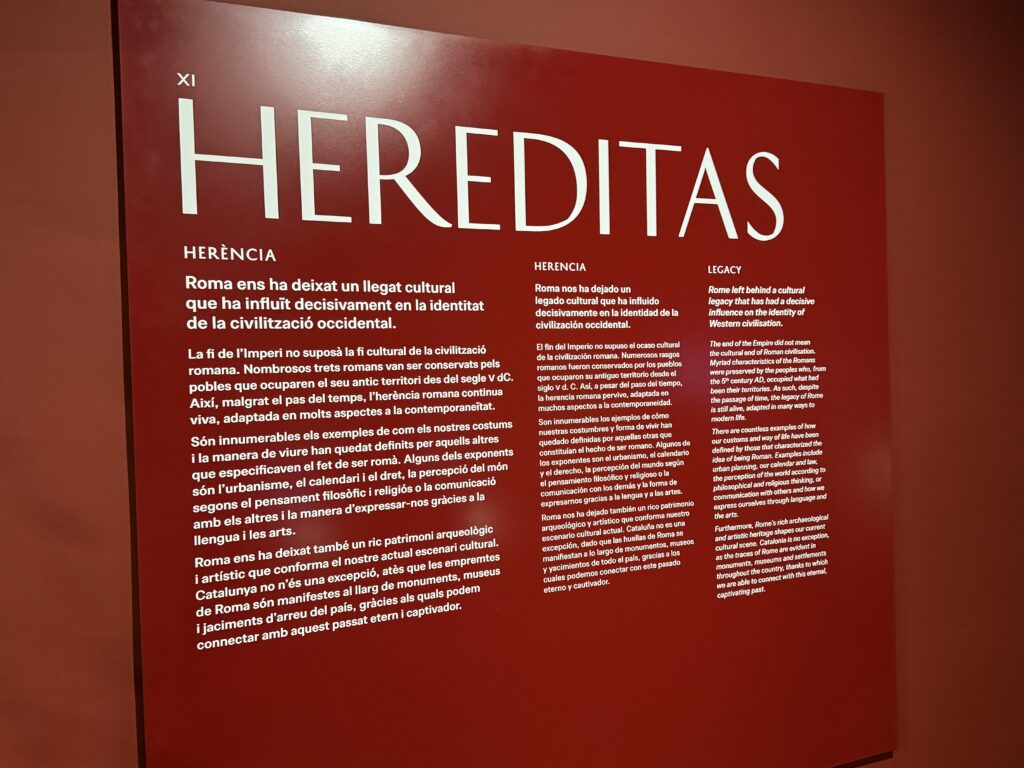 XI
HEREDITAS
HERÈNCIA
Roma ens ha deixat un llegat cultural
que ha influït decisivament en la identitat
de la civilització occidental.
La fi de l'Imperi no suposà la fi cultural de la civilització
romana. Nombrosos trets romans van ser conservats pels
pobles que ocuparen el seu antic territori des del segle V dC.
Així, malgrat el pas del temps, l'herència romana continua
viva, adaptada en molts aspectes a la contemporaneïtat.
Són innumerables els exemples de com els nostres costums
i la manera de viure han quedat definits per aquells altres
que especificaven el fet de ser romà. Alguns dels exponents
són l'urbanisme, el calendari i el dret, la percepció del món
segons el pensament filosòfic i religiós o la comunicació
amb els altres i la manera d'expressar-nos gràcies a la
llengua i les arts.
Roma ens ha deixat també un ric patrimoni arqueològic
i artístic que conforma el nostre actual escenari cultural.
Catalunya no n'és una excepció, atès que les empremtes
de Roma són manifestes al llarg de monuments, museus
i jaciments d'arreu del país, gràcies als quals podem
connectar amb aquest passat etern i captivador.
HERENCIA
Roma nos ha dejado un
legado cultural que ha influido
decisivamente en la identidad de la
civilización occidental.
El fin del Imperio no supuso el ocaso cultural
de la civilización romana. Numerosos rasgos
romanos fueron conservados por los pueblos
que ocuparon su antiguo territorio desde el
siglo V d. C. Así, a pesar del paso del tiempo,
la herencia romana pervive, adaptada en
muchos aspectos a la contemporaneidad.
Son innumerables los ejemplos de cómo
nuestras costumbres y forma de vivir han
quedado definidas por aquellas otras que
constituían el hecho de ser romano. Algunos de
los exponentes son el urbanismo, el calendario
y el derecho, la percepción del mundo según
el pensamiento filosófico y religioso o la
comunicación con los demás y la forma de
expresarnos gracias a la lengua y a las artes.
Roma nos ha dejado también un rico patrimonio
arqueológico y artístico que conforma nuestro
escenario cultural actual. Cataluña no es una
excepción, dado que las huellas de Roma se
manifiestan a lo largo de monumentos, museos
y yacimientos de todo el país, gracias a los
cuales podemos conectar con este pasado
eterno y cautivador.
LEGACY
Rome left behind a cultural
legacy that has had a decisive
influence on the identity of
Western civilisation.
The end of the Empire did not mean
the cultural end of Roman civilisation.
Myriad characteristics of the Romans
were preserved by the peoples who, from
the 5th century AD, occupied what had
been their territories. As such, despite
the passage of time, the legacy of Rome
is still alive, adapted in many ways to
modern life.
There are countless examples of how
our customs and way of life have been
defined by those that characterized the
idea of being Roman. Examples include
urban planning, our calendar and law,
the perception of the world according to
philosophical and religious thinking, or
communication with others and how we
express ourselves through language and
the arts.
Furthermore, Rome's rich archaeological
and artistic heritage shapes our current
cultural scene. Catalonia is no exception,
as the traces of Rome are evident in
monuments, museums and settlements
throughout the country, thanks to which
we are able to connect with this eternal,
captivating past.